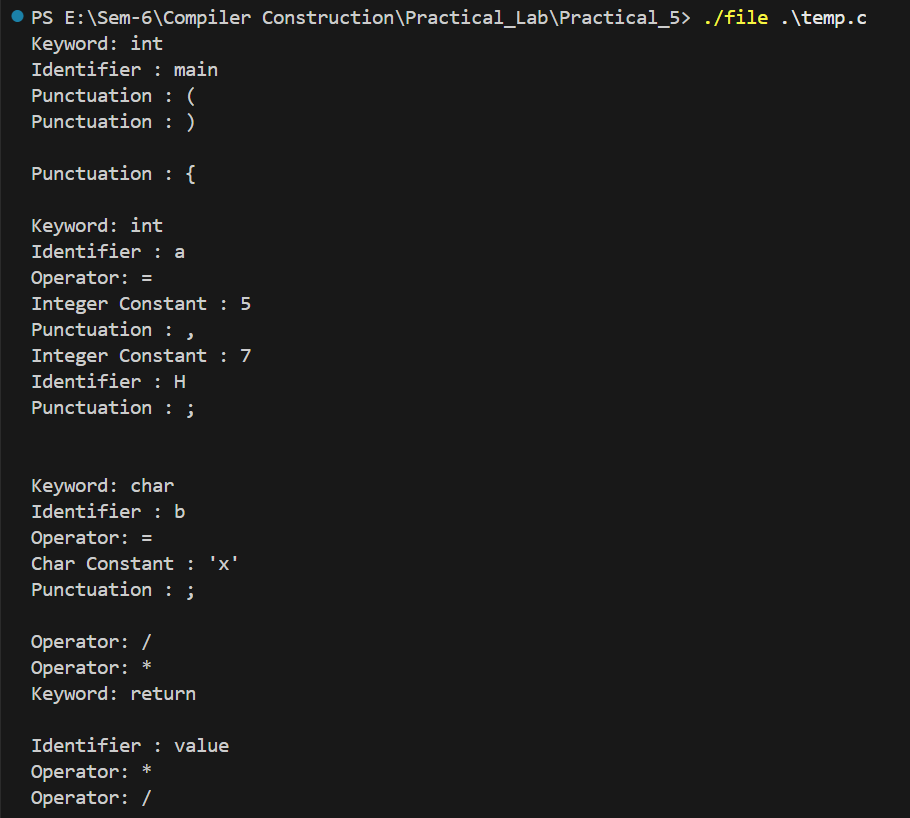 PS E:\Sem-6\Compiler Construction\Practical_Lab\Practical_5> ./file .\temp.c
Keyword: int
Identifier : main
Punctuation : (
Punctuation : )
Punctuation : {
Keyword: int
Identifier : a
Operator: =
Integer Constant : 5
Punctuation : ,
Integer Constant : 7
Identifier : H
Punctuation : ;
Keyword: char
Identifier : b
Operator: =
Char Constant : 'x'
Punctuation : ;
Operator: /
Operator: *
Keyword: return
Identifier : value
Operator: *
Operator: /